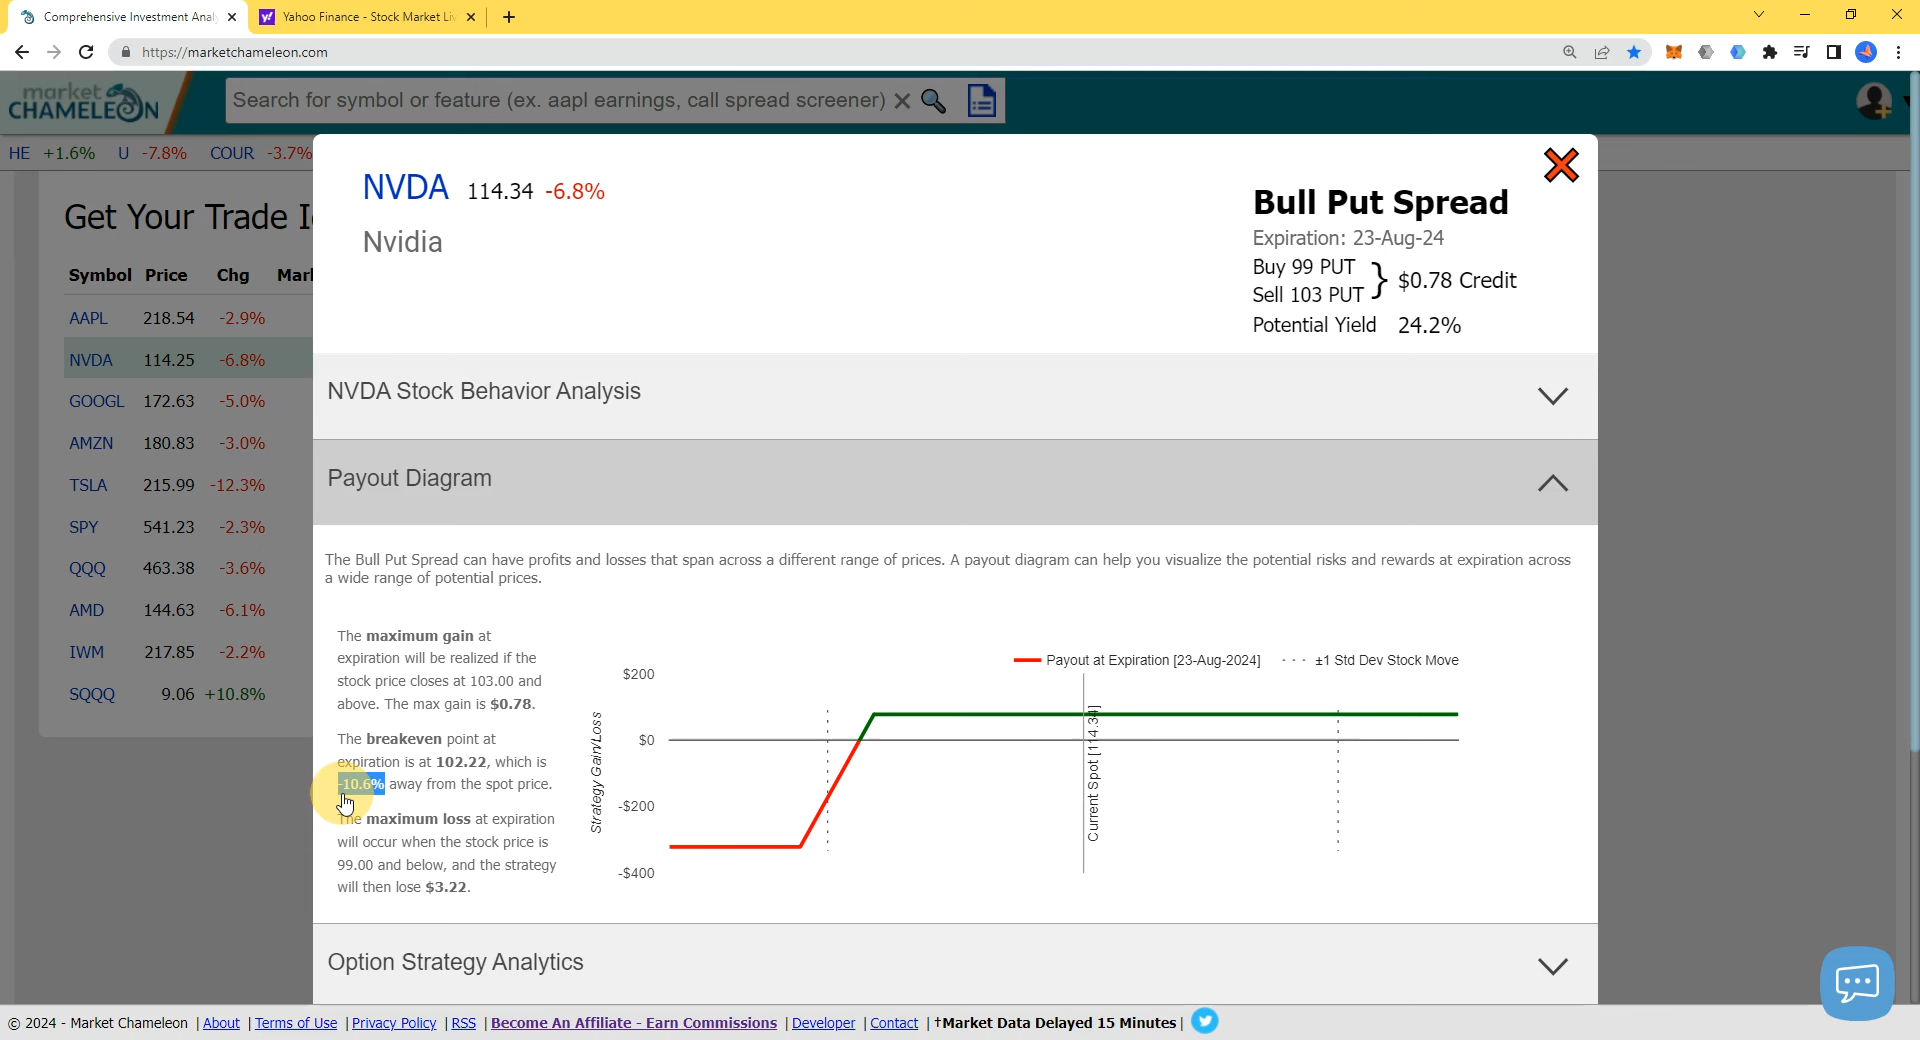 Comprehensive Investment Anal
Yahoo Finance - Stock Market Liv
https://marketchameleon.com
market
CHAMELEON
Search for symbol or feature (ex. aapl earnings, call spread screener)
HE +1.6% U -7.8% COUR -3.7%
Get Your Trade I
Symbol Price Chg Marl
AAPL 218.54 -2.9%
NVDA 114.25 -6.8%
GOOGL 172.63 -5.0%
AMZN 180.83 -3.0%
TSLA 215.99 -12.3%
SPY 541.23 -2.3%
QQQ 463.38 -3.6%
AMD 144.63 -6.1%
IWM 217.85 -2.2%
SQQQ 9.06 +10.8%
NVDA 114.34 -6.8%
Nvidia
Bull Put Spread
Expiration: 23-Aug-24
Buy 99 PUT
Sell 103 PUT
} $0.78 Credit
Potential Yield 24.2%
NVDA Stock Behavior Analysis
Payout Diagram
The Bull Put Spread can have profits and losses that span across a different range of prices. A payout diagram can help you visualize the potential risks and rewards at expiration across
a wide range of potential prices.
The maximum gain at
expiration will be realized if the
stock price closes at 103.00 and
above. The max gain is $0.78.
The breakeven point at
expiration is at 102.22, which is
-10.6% away from the spot price.
The maximum loss at expiration
will occur when the stock price is
99.00 and below, and the strategy
will then lose $3.22.
Payout at Expiration [23-Aug-2024]
±1 Std Dev Stock Move
$200
$0
-$200
-$400
Strategy Gain/Loss
Current Spot [114.34]
Option Strategy Analytics
© 2024 - Market Chameleon | About | Terms of Use | Privacy Policy | RSS | Become An Affiliate - Earn Commissions | Developer | Contact | †Market Data Delayed 15 Minutes |